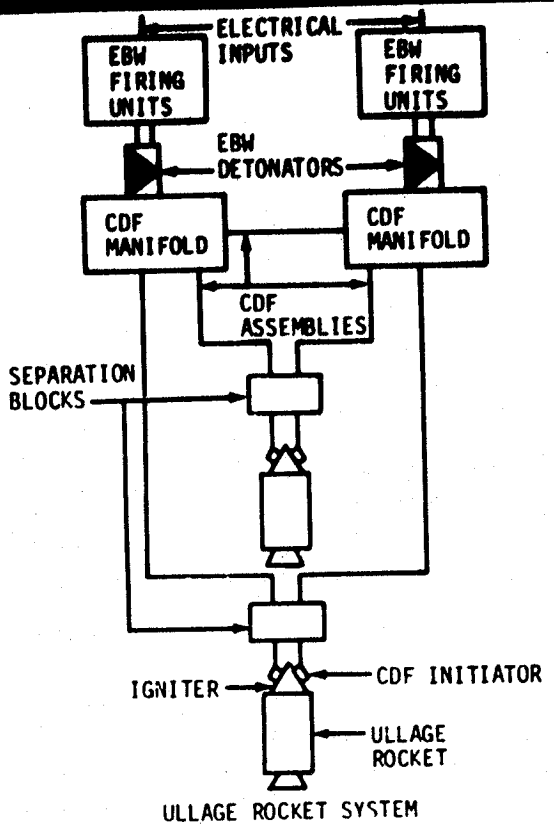 ELECTRICAL
INPUTS
EBW
FIRING
UNITS
EBW
FIRING
UNITS
EBW
DETONATORS
CDF
MANIFOLD
CDF
MANIFOLD
CDF
ASSEMBLIES
SEPARATION
BLOCKS
IGNITER
CDF INITIATOR
ULLAGE
ROCKET
ULLAGE ROCKET SYSTEM